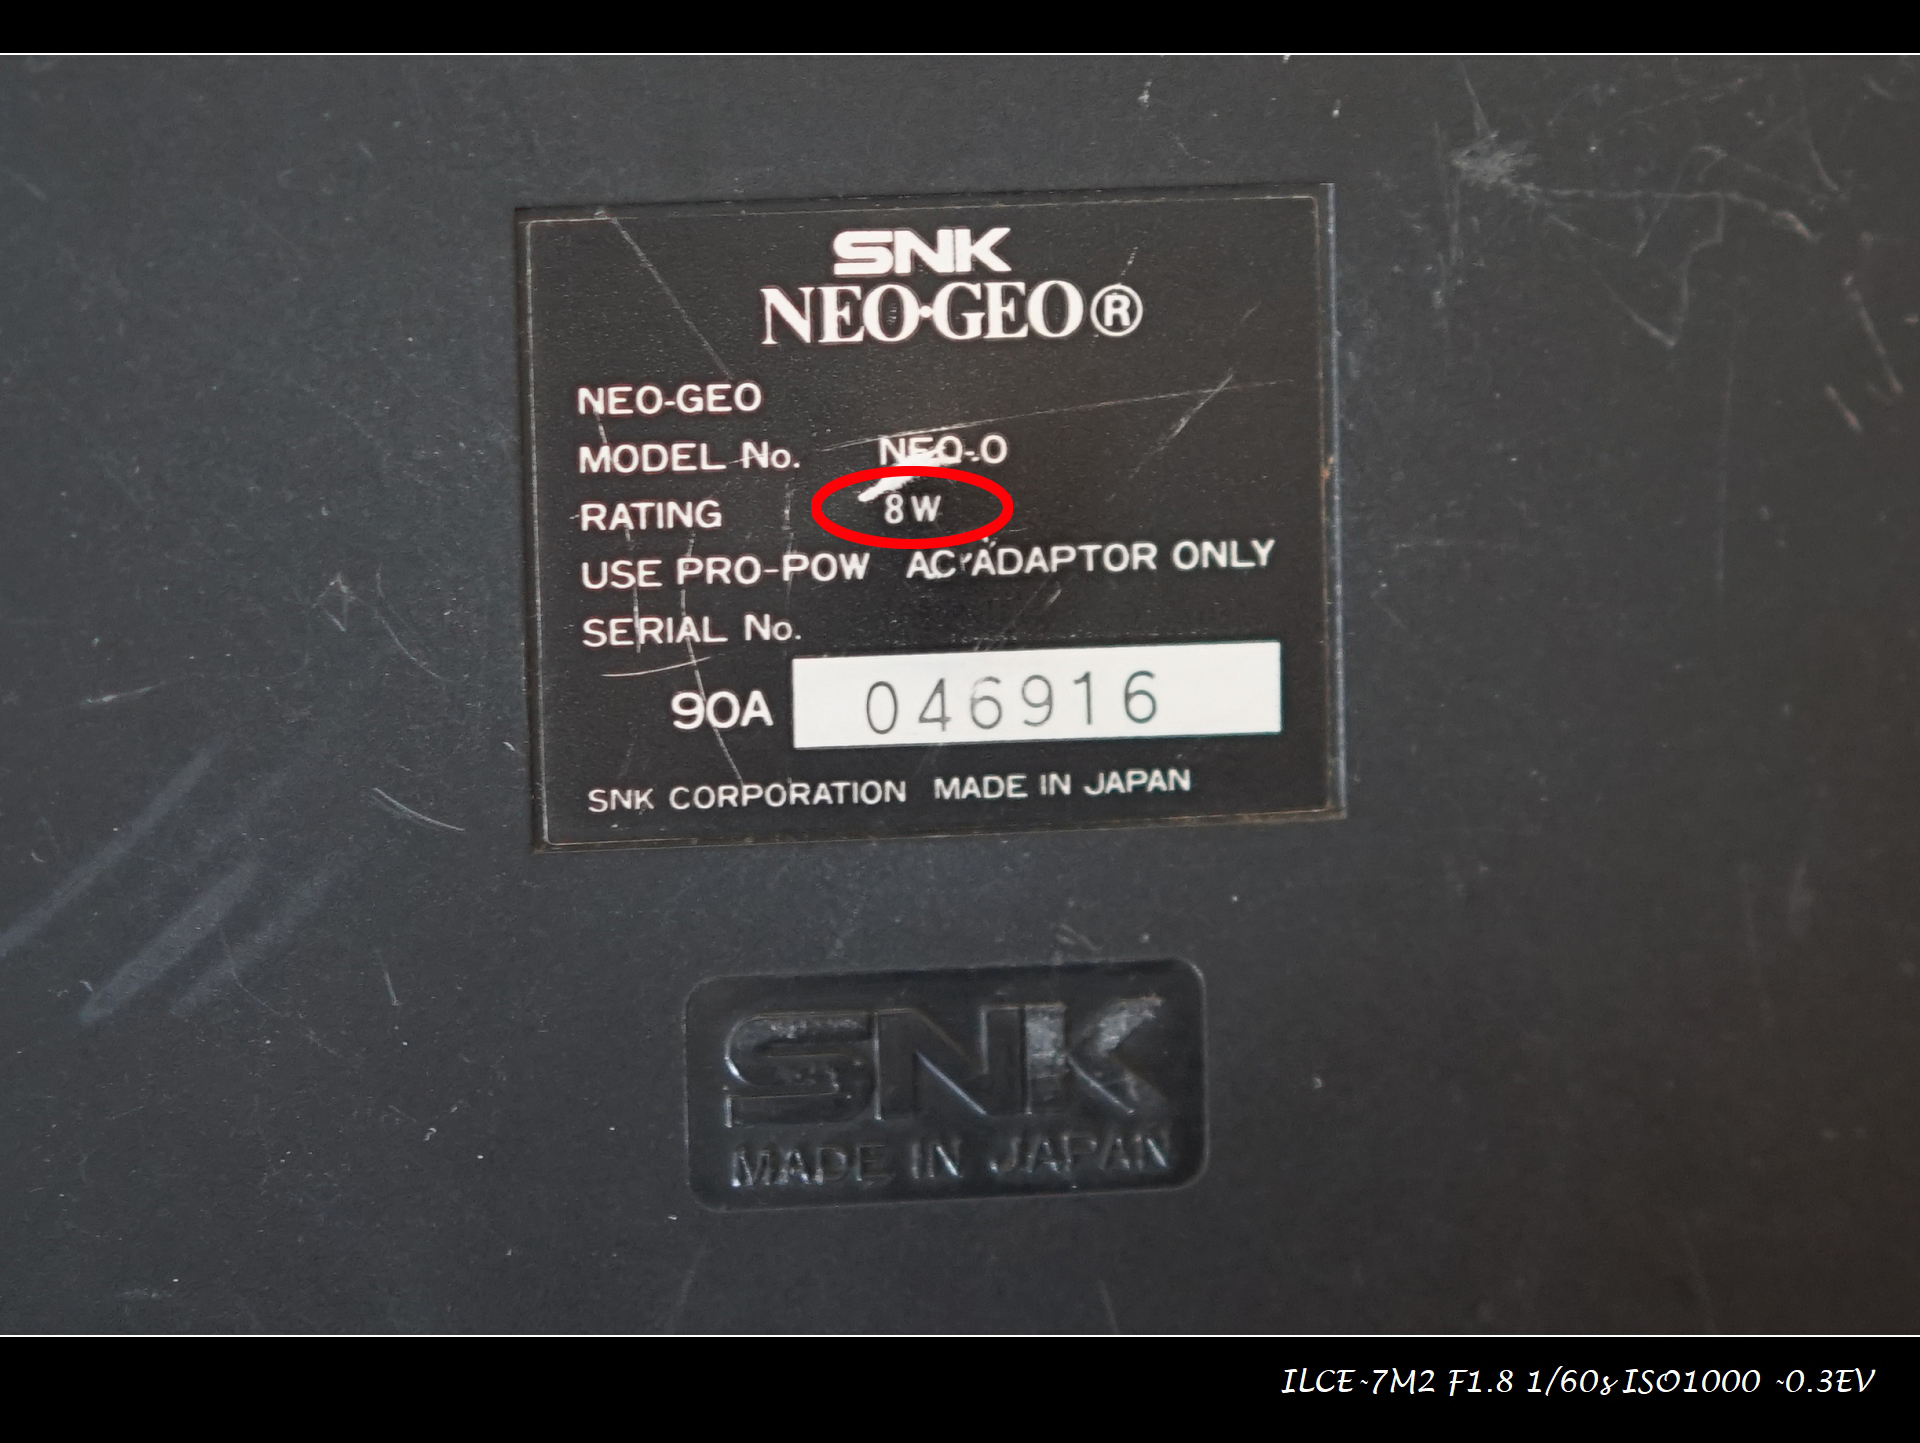 SNK
NEO·GEO®
NEO-GEO
MODEL No. NEO-O
RATING 8W
USE PRO-POW AC ADAPTOR ONLY
SERIAL No.
90A 046916
SNK CORPORATION MADE IN JAPAN
SNK
MADE IN JAPAN
ILCE-7M2 F1.8 1/60s ISO1000 -0.3EV